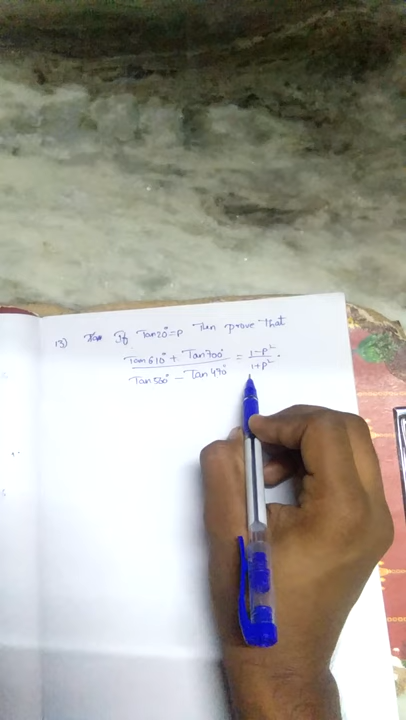 13) If Tan20°=P Then prove that
Tan610° + Tan700° / Tan560° - Tan470° = 1-P² / 1+P².